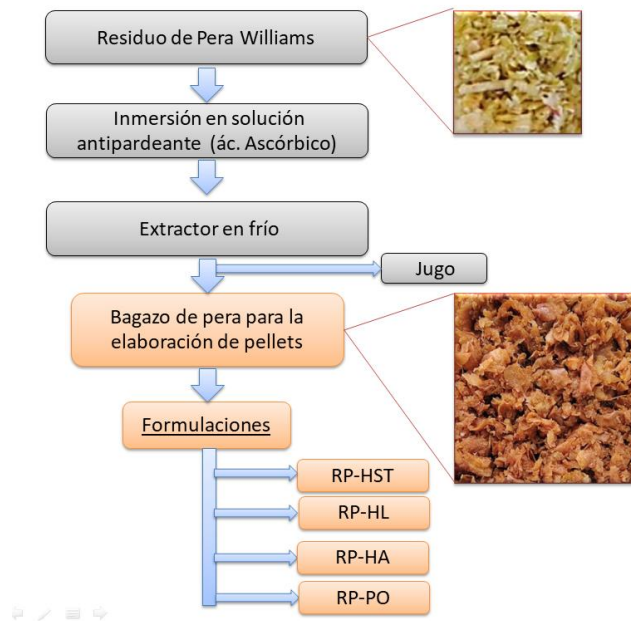 Residuo de Pera Williams
Inmersión en solución
antipardeante (ác. Ascórbico)
Extractor en frío
Jugo
Bagazo de pera para la
elaboración de pellets
Formulaciones
RP-HST
RP-HL
RP-HA
RP-PO